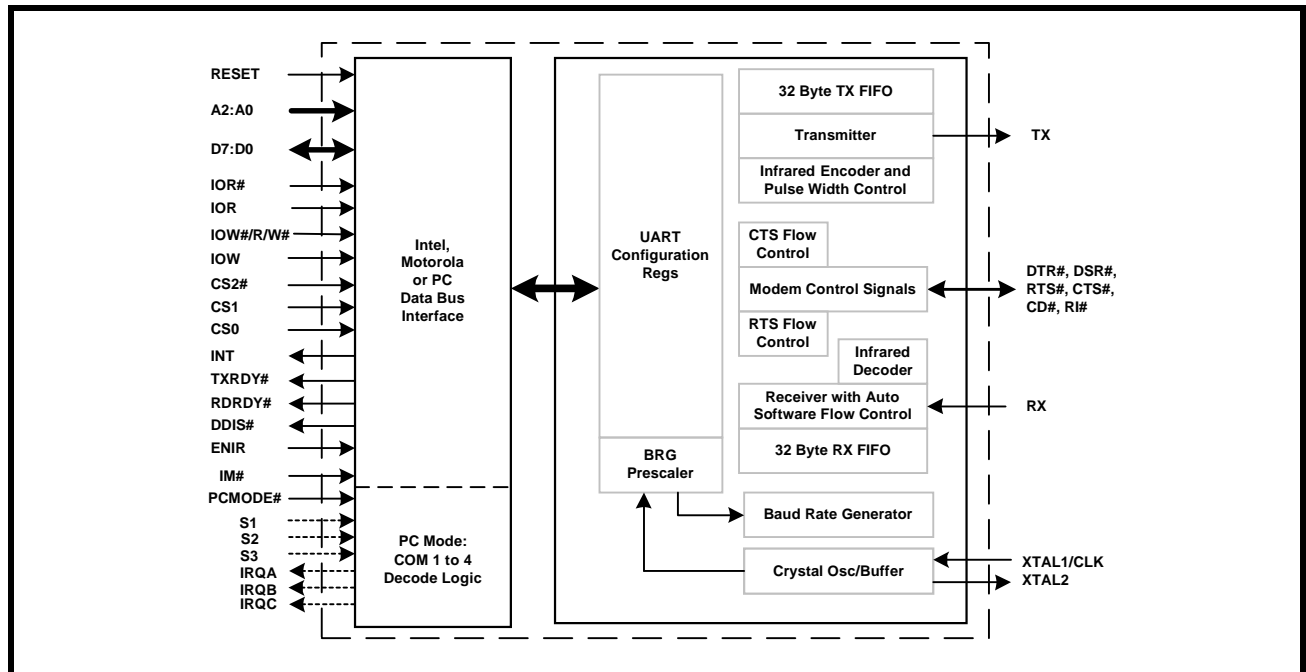 RESET
A2:A0
D7:D0
IOR#
IOR
IOW#/R/W#
IOW
CS2#
CS1
CS0
INT
TXRDY#
RDRDY#
DDIS#
ENIR
IM#
PCMODE#
S1
S2
S3
IRQA
IRQB
IRQC
Intel,
Motorola
or PC
Data Bus
Interface
PC Mode:
COM 1 to 4
Decode Logic
UART
Configuration
Regs
BRG
Prescaler
32 Byte TX FIFO
Transmitter
Infrared Encoder and
Pulse Width Control
CTS Flow
Control
Modem Control Signals
RTS Flow
Control
Infrared
Decoder
Receiver with Auto
Software Flow Control
32 Byte RX FIFO
Baud Rate Generator
Crystal Osc/Buffer
TX
DTR#, DSR#,
RTS#, CTS#,
CD#, RI#
RX
XTAL1/CLK
XTAL2